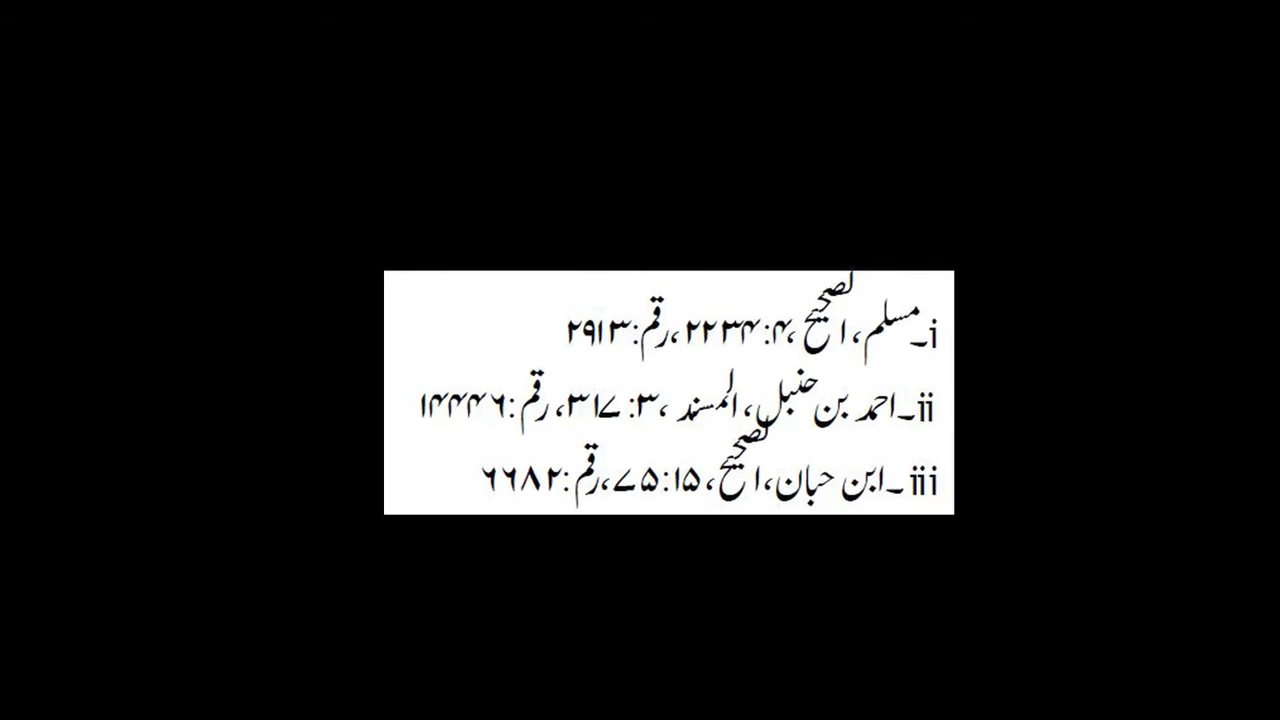 i۔مسلم، الصحیح ،۴: ۲۲۳۴،رقم:۲۹۱۳
ii۔احمد بن حنبل، المسند ،۳: ۳۱۷، رقم:۱۴۴۴۶
iii۔ابن حبان،الصحیح، ۱۵: ۷۵،رقم:۶۶۸۲